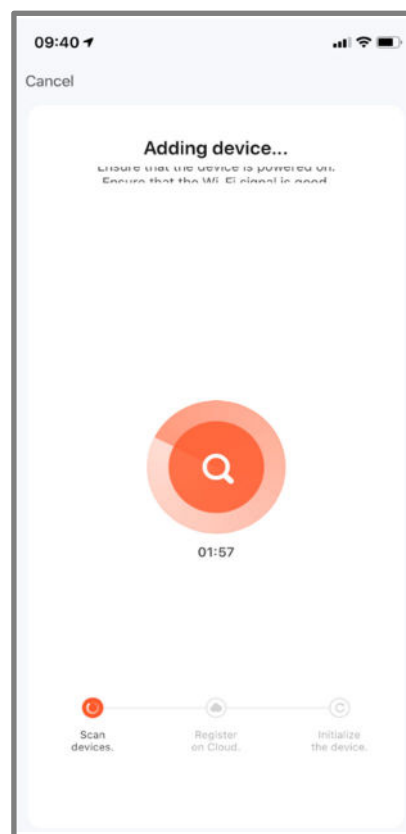 09:40
Cancel
Adding device...
Ensure that the device is powered on.
Ensure that the Wi-Fi signal is good
01:57
Scan
devices.
Register
on Cloud.
Initialize
the device.